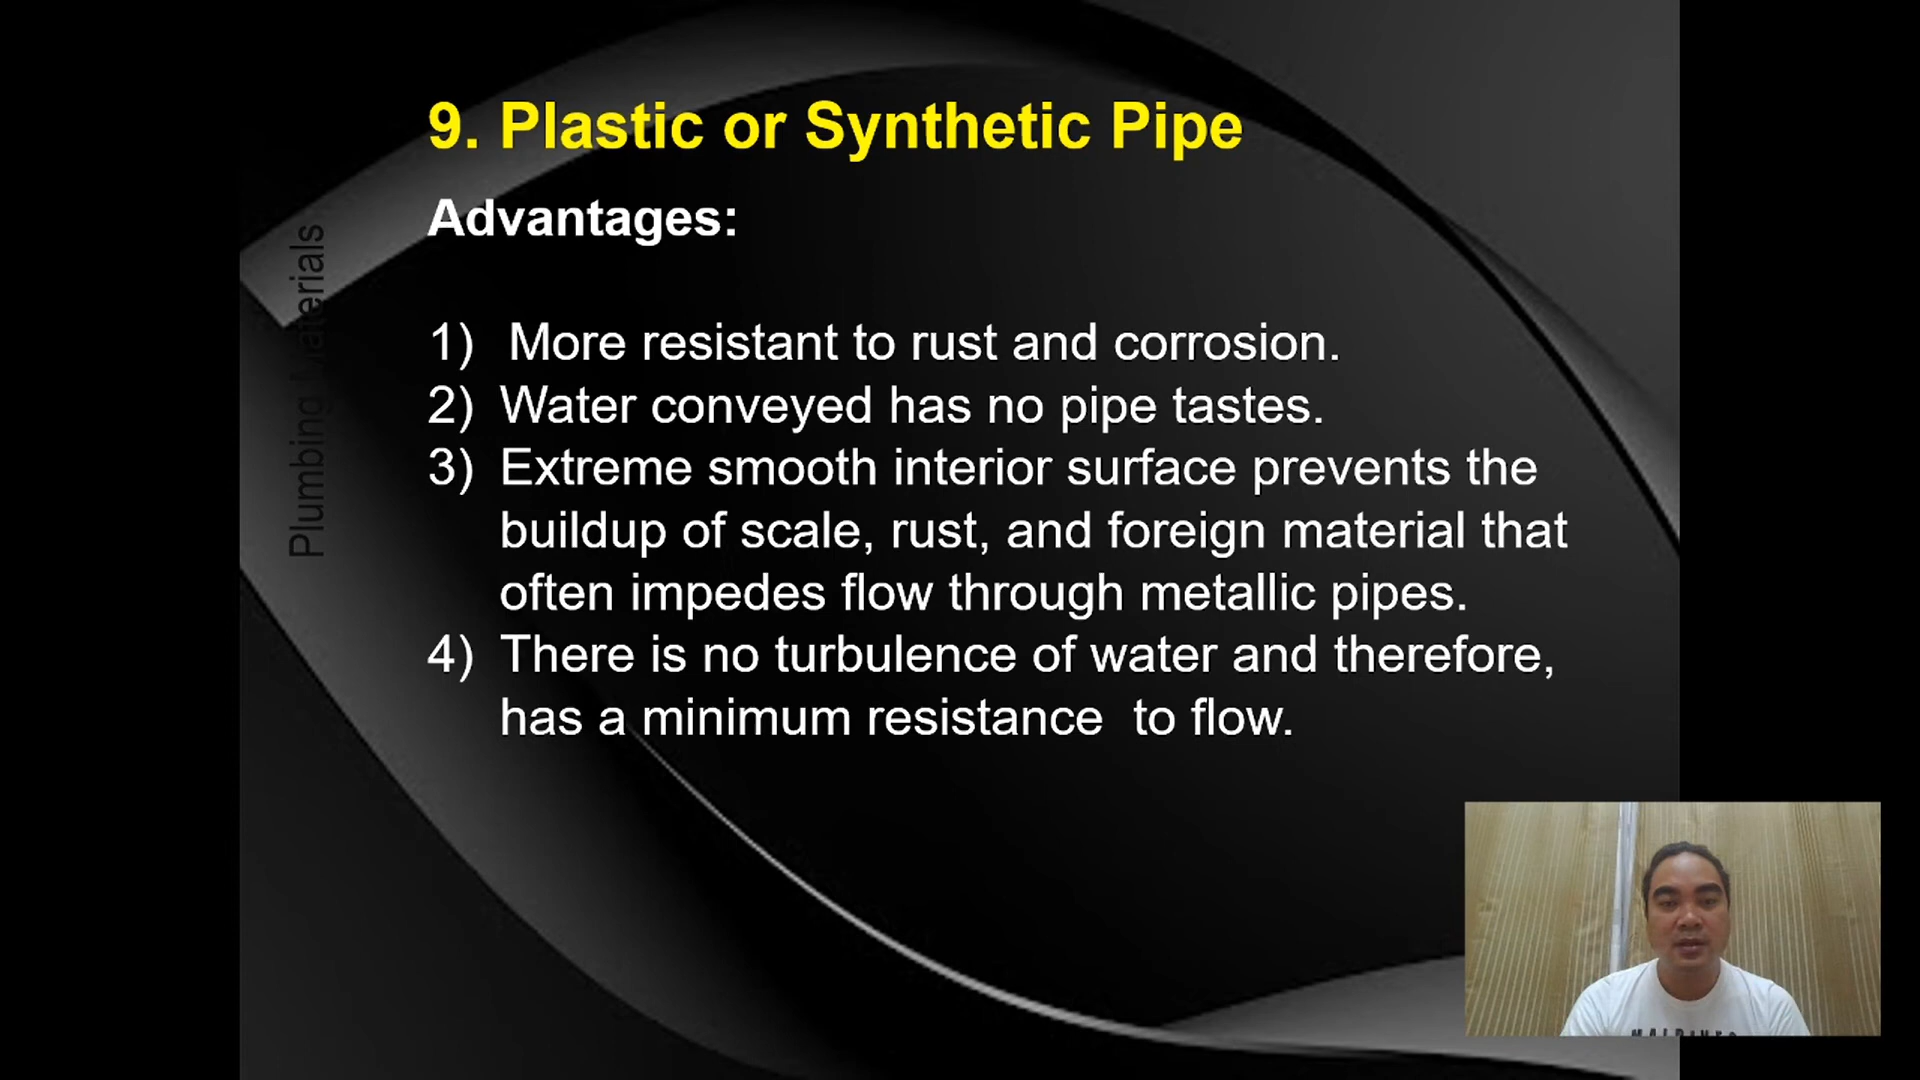 9. Plastic or Synthetic Pipe
Advantages:
1) More resistant to rust and corrosion.
2) Water conveyed has no pipe tastes.
3) Extreme smooth interior surface prevents the
buildup of scale, rust, and foreign material that
often impedes flow through metallic pipes.
4) There is no turbulence of water and therefore,
has a minimum resistance to flow.
Plumbing Materials